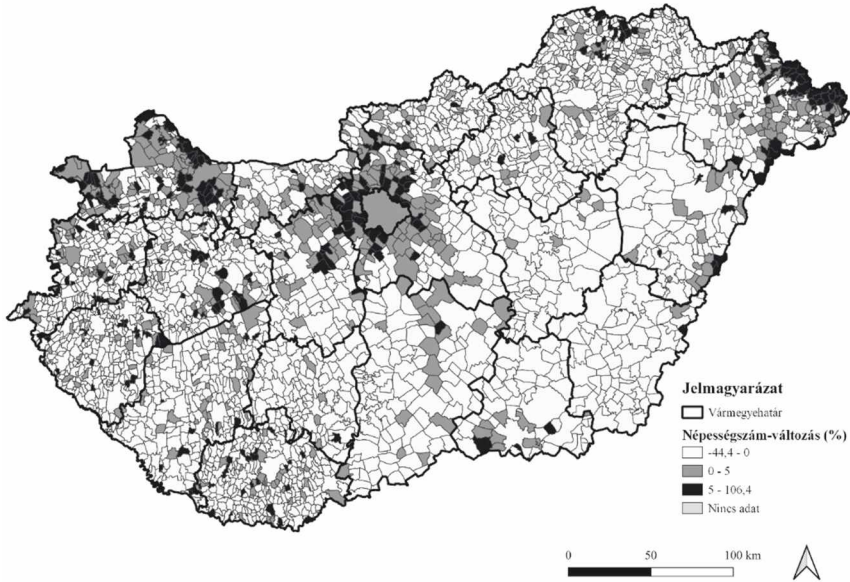 Jelmagyarázat
Vármegyehatár
Népességszám-változás (%)
-44,4 - 0
0 - 5
5 - 106,4
Nincs adat
0 50 100 km